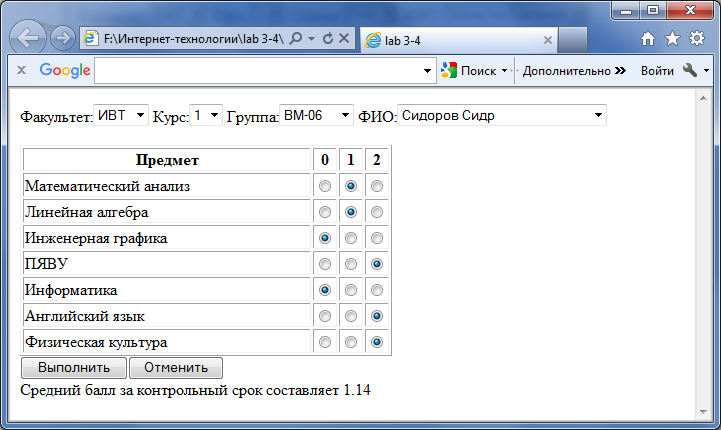 F:\Интернет-технологии\lab 3-4\
lab 3-4
Google
Поиск
Дополнительно »
Войти
Факультет: ИВТ Курс: 1 Группа: ВМ-06 ФИО: Сидоров Сидр
Предмет 0 1 2
Математический анализ
Линейная алгебра
Инженерная графика
ПЯВУ
Информатика
Английский язык
Физическая культура
Выполнить Отменить
Средний балл за контрольный срок составляет 1.14